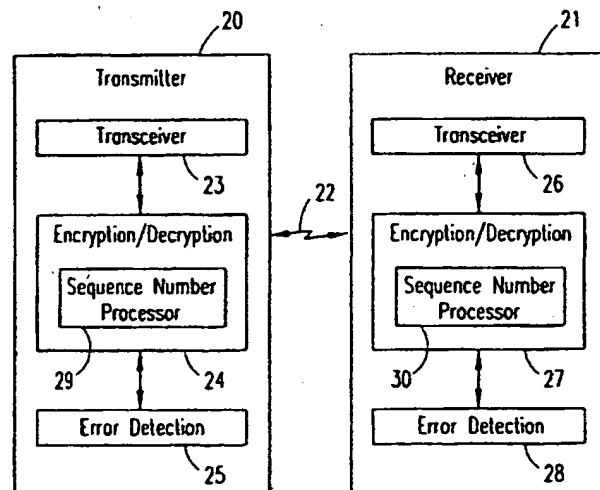 20
21
Transmitter
Receiver
Transceiver
Transceiver
23
22
26
Encryption/Decryption
Encryption/Decryption
Sequence Number
Processor
Sequence Number
Processor
29
24
30
27
Error Detection
Error Detection
25
28